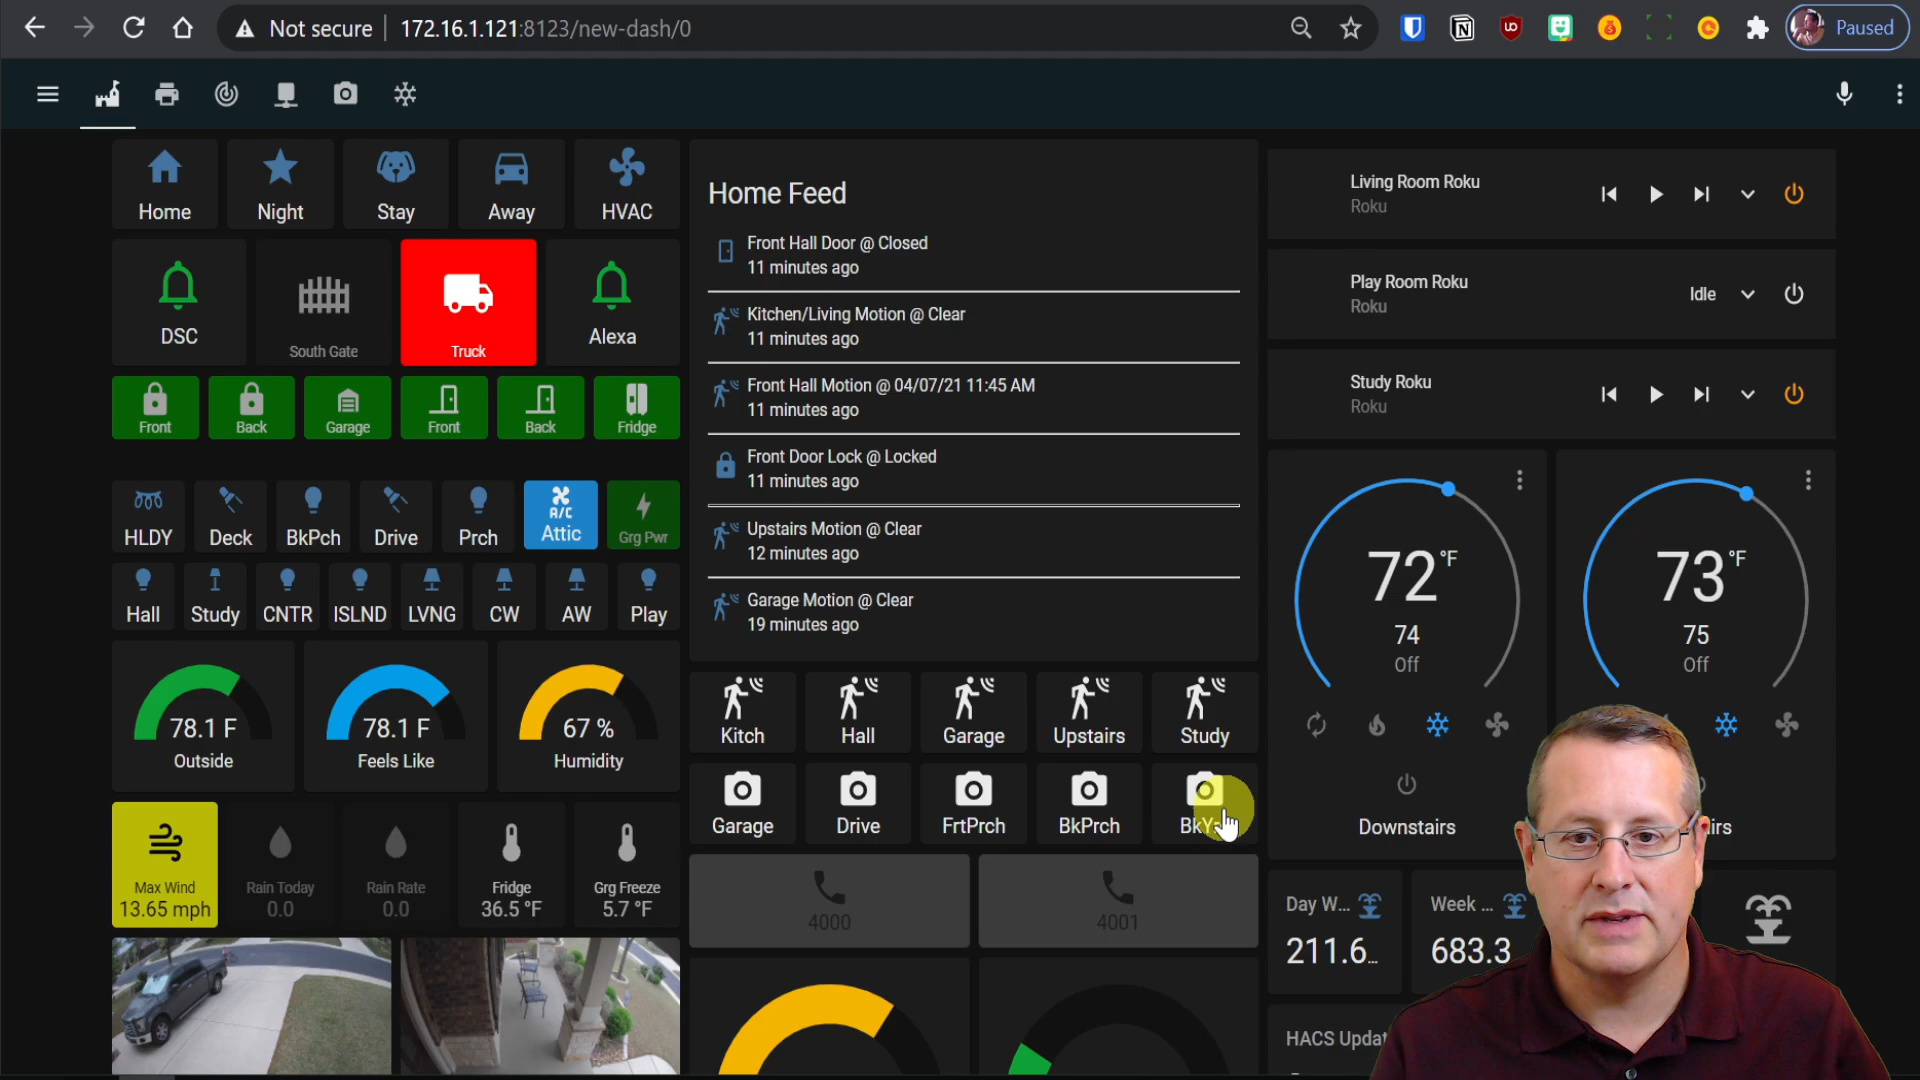 Not secure
172.16.1.121:8123/new-dash/0
Paused
Home
Night
Stay
Away
HVAC
DSC
South Gate
Truck
Alexa
Front
Back
Garage
Front
Back
Fridge
HLDY
Deck
BkPch
Drive
Prch
A/C
Attic
Grg Pwr
Hall
Study
CNTR
ISLND
LVNG
CW
AW
Play
78.1 F
Outside
78.1 F
Feels Like
67 %
Humidity
Max Wind
13.65 mph
Rain Today
0.0
Rain Rate
0.0
Fridge
36.5 °F
Grg Freeze
5.7 °F
Home Feed
Front Hall Door @ Closed
11 minutes ago
Kitchen/Living Motion @ Clear
11 minutes ago
Front Hall Motion @ 04/07/21 11:45 AM
11 minutes ago
Front Door Lock @ Locked
11 minutes ago
Upstairs Motion @ Clear
12 minutes ago
Garage Motion @ Clear
19 minutes ago
Kitch
Hall
Garage
Upstairs
Study
Garage
Drive
FrtPrch
BkPrch
4000
4001
Living Room Roku
Roku
Play Room Roku
Roku
Idle
Study Roku
Roku
72 °F
74
Off
Downstairs
73 °F
75
Off
Day W...
211.6...
Week ...
683.3
HACS